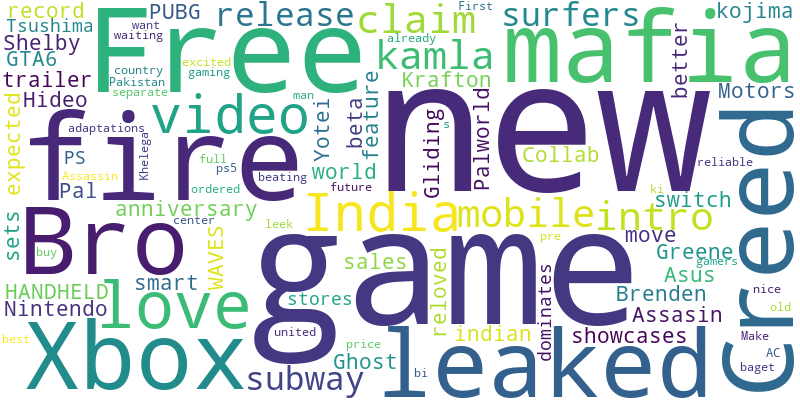 record
PUBG
release
claim
First
surfers
kojima
Tsushima
want
waiting
Free
already
mafia
Shelby
GTA6
kamla
better
Motors
trailer
country
excited
gaming
Pakistan
separate
Krafton
Hideo
man
video
new
expected
fire
adaptations
Khelega
Yotei
beta
feature
Gliding
s
Palworld
Collab
reliable
PS
Assassin
full
ps5
beating
world
Pal
ordered
future
ki
switch
Creed
anniversary
India
mobile
intro
sets
Bro
center
leek
game
pre
move
buy
WAVES
sales
reloved
Greene
gamers
Asus
smart
HANDHELD
love
stores
dominates
Brenden
nice
old
Nintendo
Assasin
united
indian
showcases
Make
best
Xbox
price
Ghost
leaked
AC
subway
bi
baget